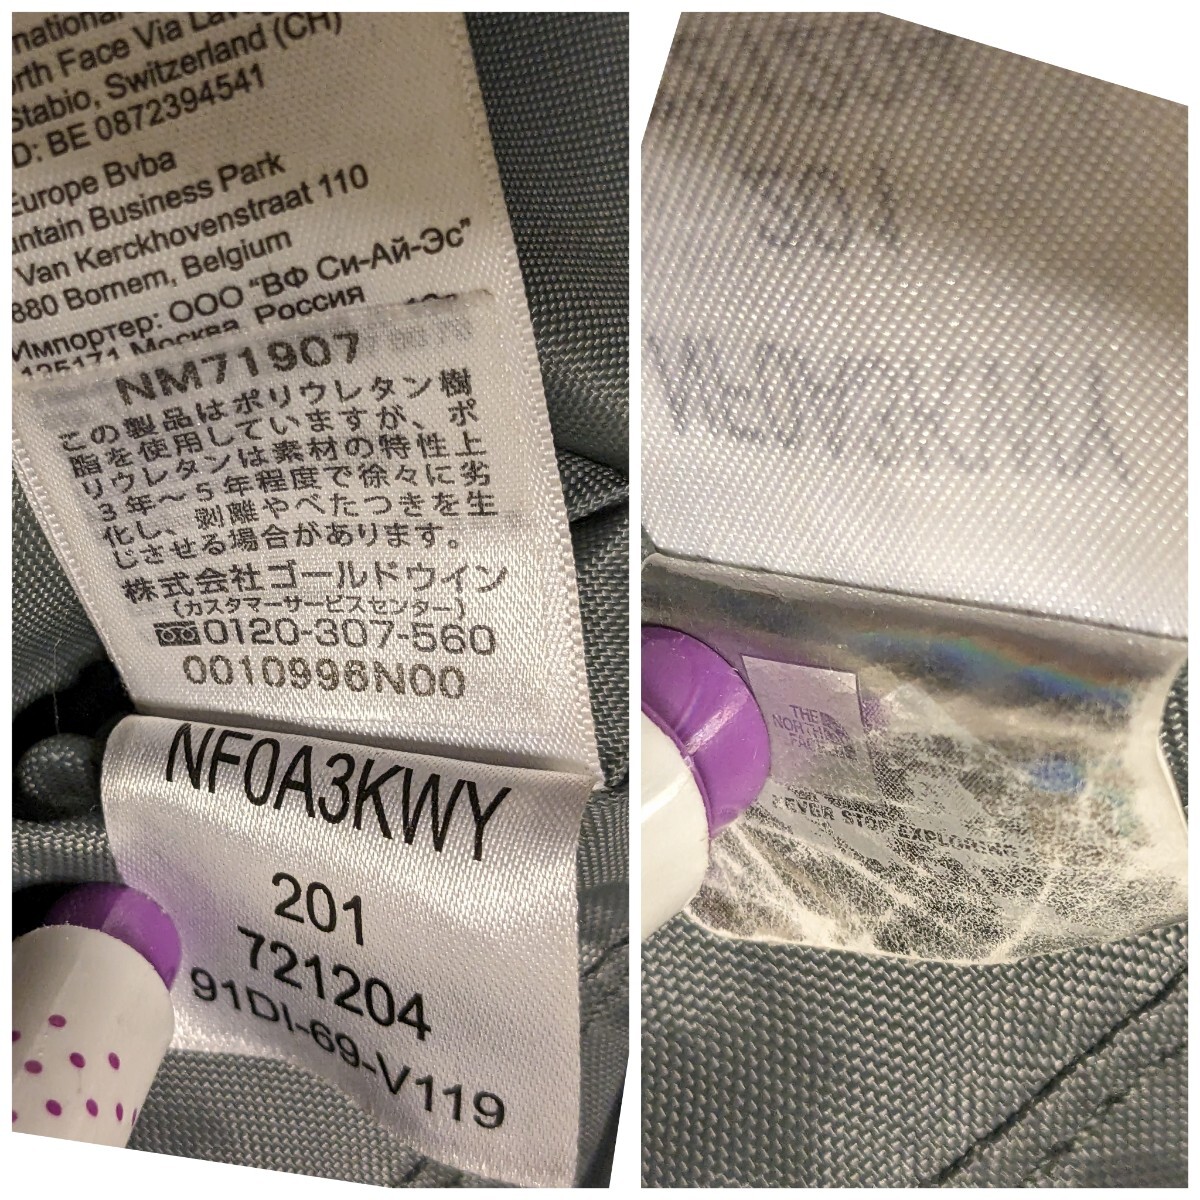 North Face Via
Stabio, Switzerland (CH)
D: BE 0872394541
Europe Bvba
Mountain Business Park
Van Kerckhovenstraat 110
880 Bornem, Belgium
Импортер: ООО "ВФ Си-Ай-Эс"
125171 Москва, Россия
NM71907
この製品はポリウレタン樹
脂を使用していますが、ポ
リウレタンは素材の特性上
3年～5年程度で徐々に劣
化し、剥離やべたつきを生
じさせる場合があります。
株式会社ゴールドウイン
(カスタマーサービスセンター)
0120-307-560
0010996N00
NF0A3KWY
201
721204
91DI-69-V119
THE
NORTH
FACE
NEVER STOP EXPLORING